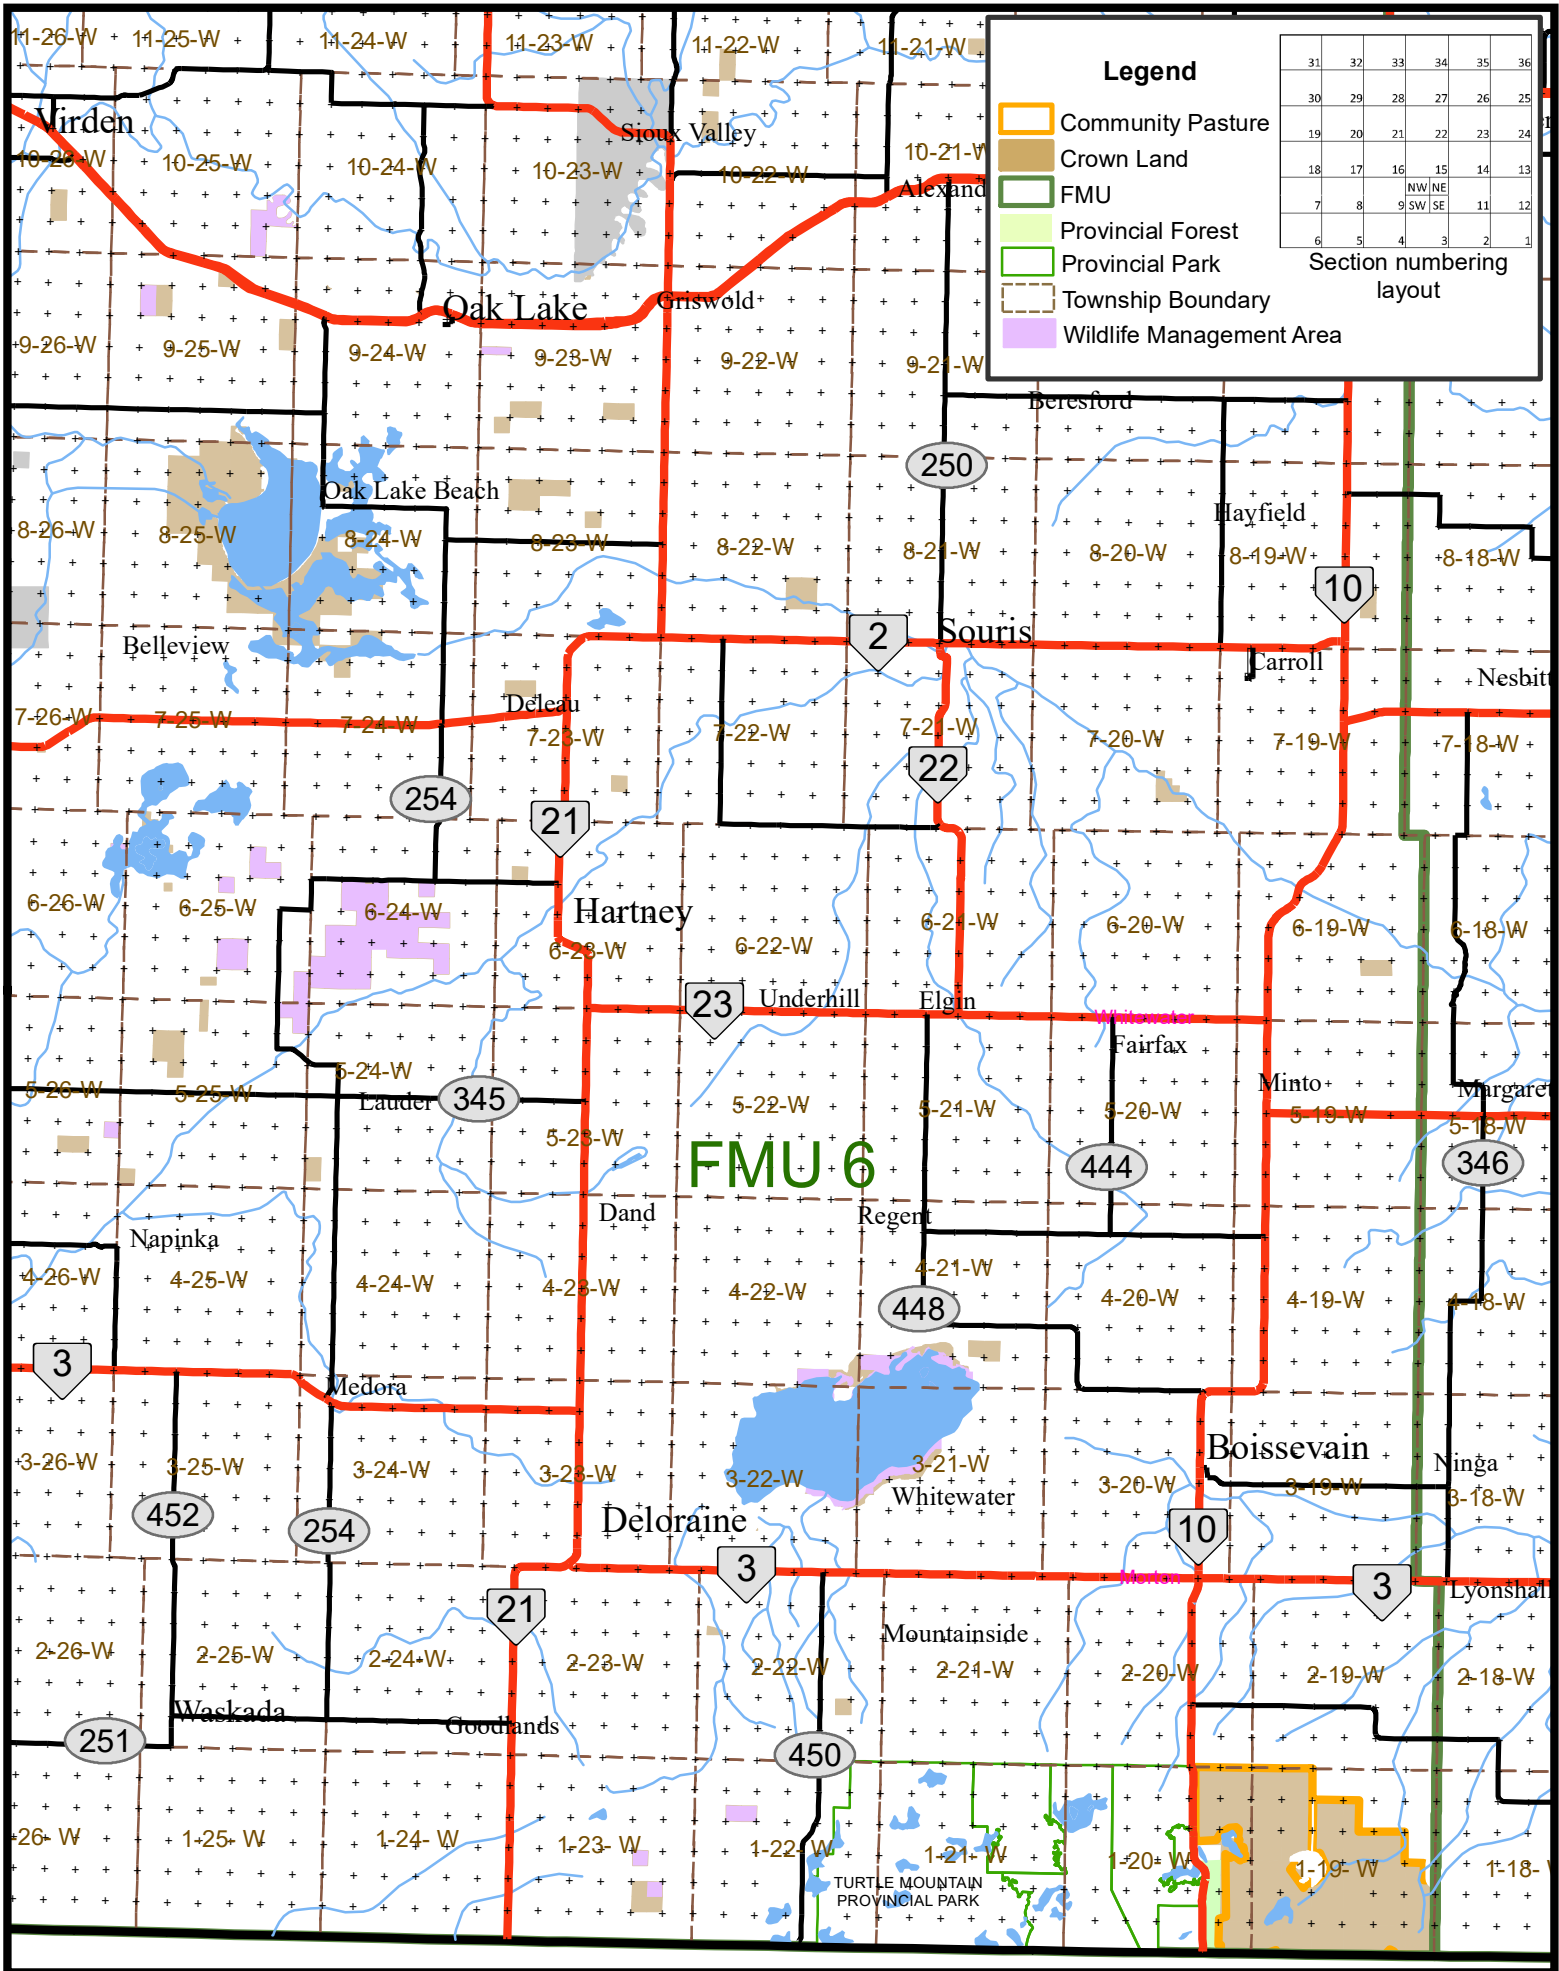 11-26-W
11-25-W
11-24-W
11-23-W
11-22-W
11-21-W
Legend
Community Pasture
Crown Land
FMU
Provincial Forest
Provincial Park
Township Boundary
Wildlife Management Area
31 32 33 34 35 36
30 29 28 27 26 25
19 20 21 22 23 24
18 17 16 15 14 13
NW NE
7 8 9 SW SE 11 12
6 5 4 3 2 1
Section numbering
layout
Virden
Sioux Valley
10-26-W
10-25-W
10-24-W
10-23-W
10-22-W
10-21-W
Alexand
Oak Lake
Griswold
9-26-W
9-25-W
9-24-W
9-23-W
9-22-W
9-21-W
Beresford
250
Oak Lake Beach
Hayfield
8-26-W
8-25-W
8-24-W
8-23-W
8-22-W
8-21-W
8-20-W
8-19-W
8-18-W
10
2
Souris
Belleview
Carroll
Nesbitt
Deleau
7-26-W
7-25-W
7-24-W
7-23-W
7-22-W
7-21-W
7-20-W
7-19-W
7-18-W
22
254
21
6-26-W
6-25-W
6-24-W
Hartney
6-23-W
6-22-W
6-21-W
6-20-W
6-19-W
6-18-W
23
Underhill
Elgin
Whitewater
Fairfax
5-24-W
Minto
Margaret
5-26-W
5-25-W
Lauder
345
5-22-W
5-21-W
5-20-W
5-19-W
5-18-W
5-23-W
FMU 6
444
346
Dand
Regent
Napinka
4-26-W
4-25-W
4-24-W
4-23-W
4-22-W
4-21-W
4-20-W
4-19-W
4-18-W
448
3
Medora
Boissevain
Ninga
3-26-W
3-25-W
3-24-W
3-23-W
3-22-W
3-21-W
3-20-W
3-19-W
3-18-W
Whitewater
452
254
Deloraine
10
3
Morton
3
Lyonshall
21
Mountainside
2-26-W
2-25-W
2-24-W
2-23-W
2-22-W
2-21-W
2-20-W
2-19-W
2-18-W
Waskada
Goodlands
251
450
26- W
1-25- W
1-24- W
1-23- W
1-22- W
1-21- W
1-20- W
1-19- W
1-18-
TURTLE MOUNTAIN
PROVINCIAL PARK